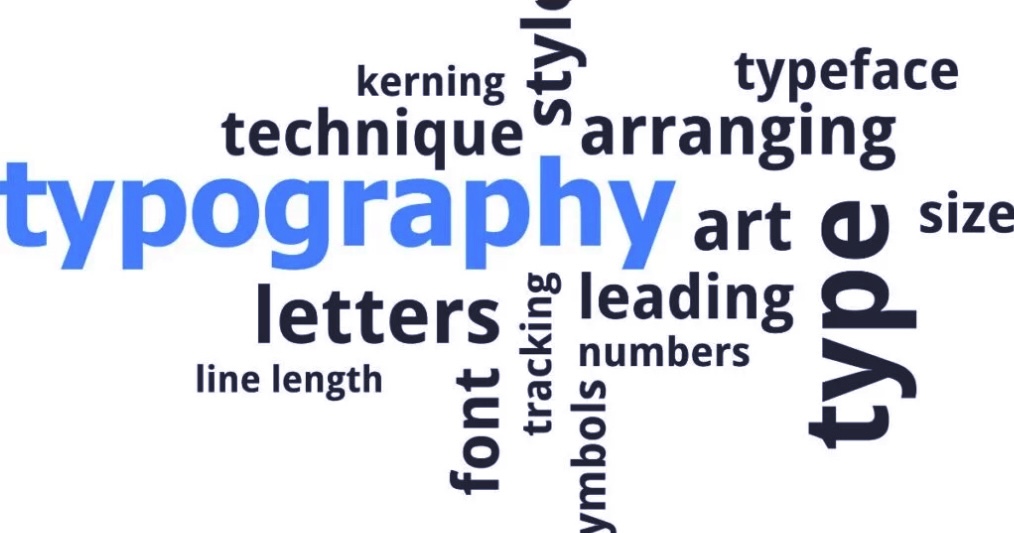 style
kerning
typeface
technique
arranging
typography
art
size
type
letters
leading
tracking
numbers
line length
font
ymbols